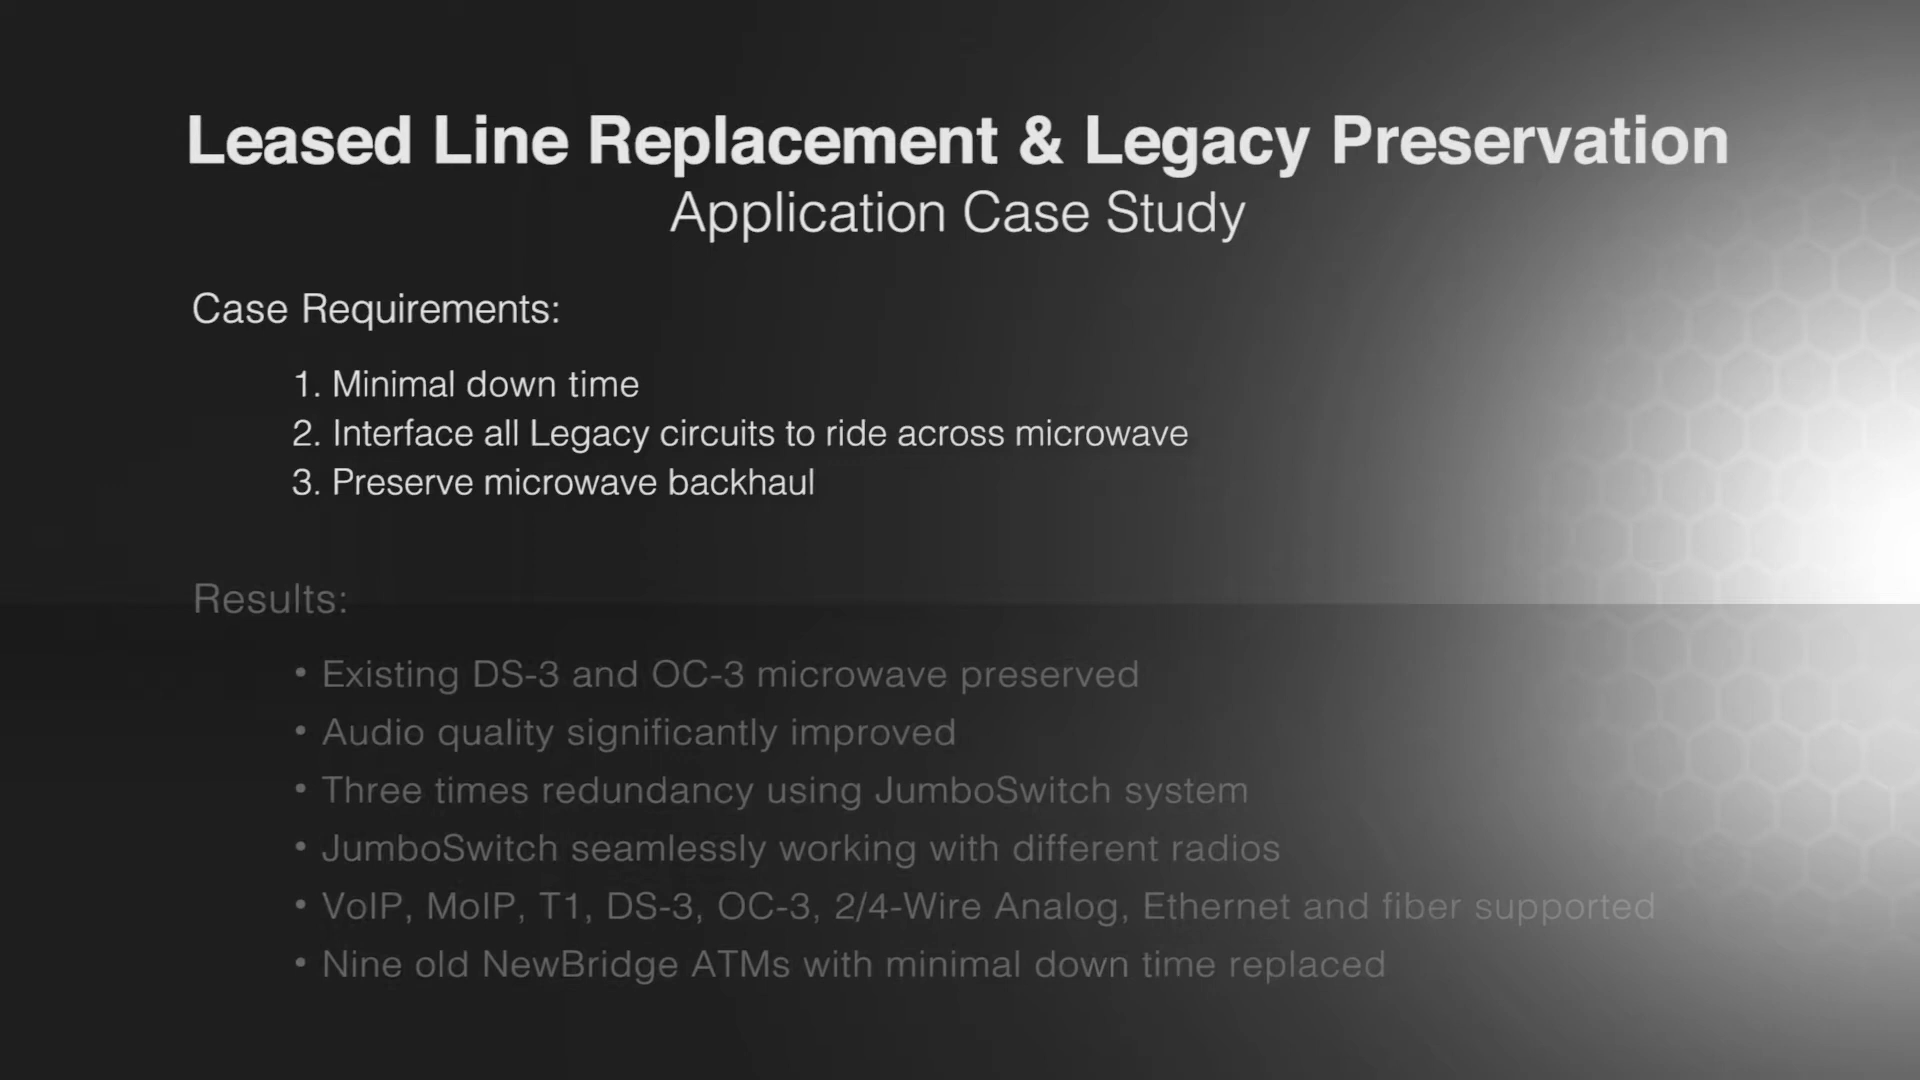 Leased Line Replacement & Legacy Preservation
Application Case Study
Case Requirements:
1. Minimal down time
2. Interface all Legacy circuits to ride across microwave
3. Preserve microwave backhaul
Results:
• Existing DS-3 and OC-3 microwave preserved
• Audio quality significantly improved
• Three times redundancy using JumboSwitch system
• JumboSwitch seamlessly working with different radios
• VoIP, MoIP, T1, DS-3, OC-3, 2/4-Wire Analog, Ethernet and fiber supported
• Nine old NewBridge ATMs with minimal down time replaced